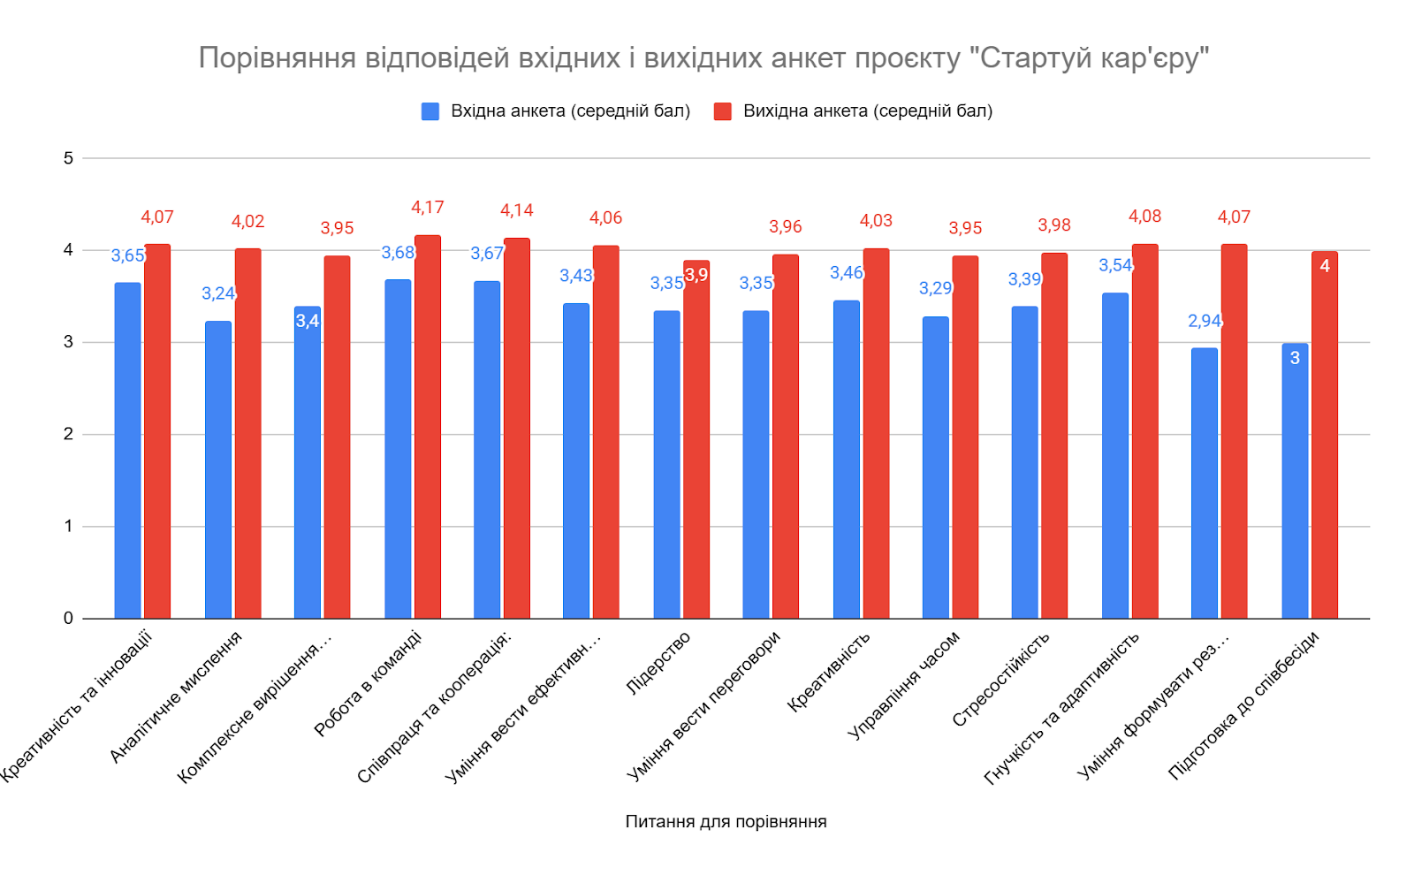 Порівняння відповідей вхідних і вихідних анкет проєкту "Стартуй кар'єру"
Вхідна анкета (середній бал) Вихідна анкета (середній бал)
5
4
3
2
1
0
3,65 4,07
3,24 4,02
3,4 3,95
3,68 4,17
3,67 4,14
3,43 4,06
3,35 3,9
3,35 3,96
3,46 4,03
3,29 3,95
3,39 3,98
3,54 4,08
2,94 4,07
3 4
Креативність та інновації
Аналітичне мислення
Комплексне вирішення…
Робота в команді
Співпраця та кооперація:
Уміння вести ефективн…
Лідерство
Уміння вести переговори
Креативність
Управління часом
Стресостійкість
Гнучкість та адаптивність
Уміння формувати рез…
Підготовка до співбесіди
Питання для порівняння